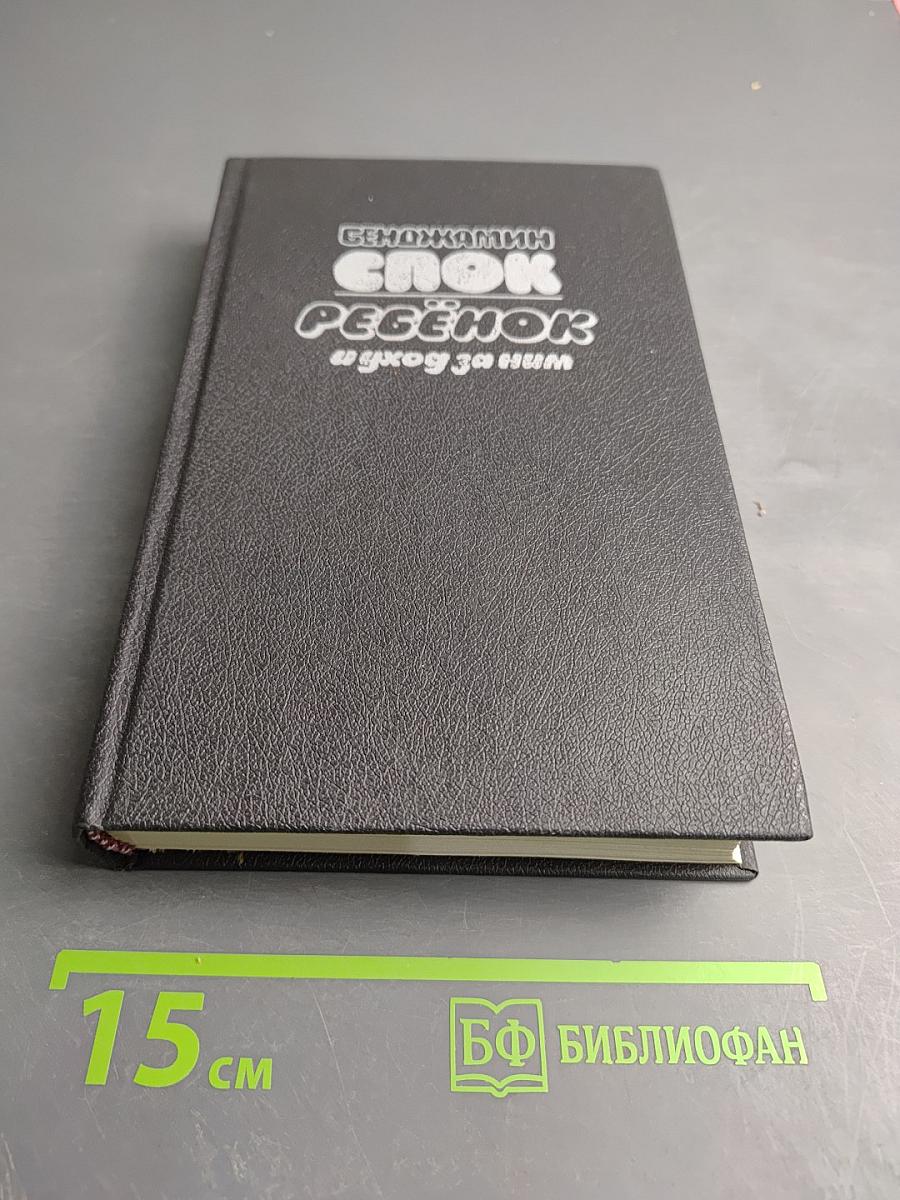 БЕНДЖАМИН
СПОК
РЕБЁНОК
и уход за ним
15 см
БФ БИБЛИОФАН